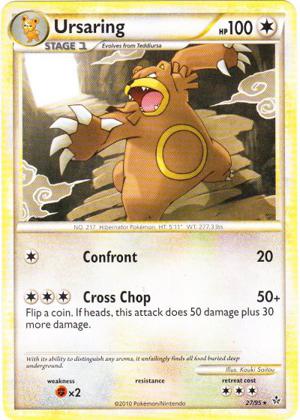 Ursaring
HP 100
STAGE 1
Evolves from Teddiursa
NO. 217 Hibernator Pokémon. HT: 5'11" WT: 277.3 lbs
Confront 20
Cross Chop 50+
Flip a coin. If heads, this attack does 50 damage plus 30
more damage.
With its ability to distinguish any aroma, it unfailingly finds all food buried deep
underground.
Illus. Kouki Saitou
weakness resistance retreat cost
×2
©2010 Pokémon/Nintendo
27/95 ★